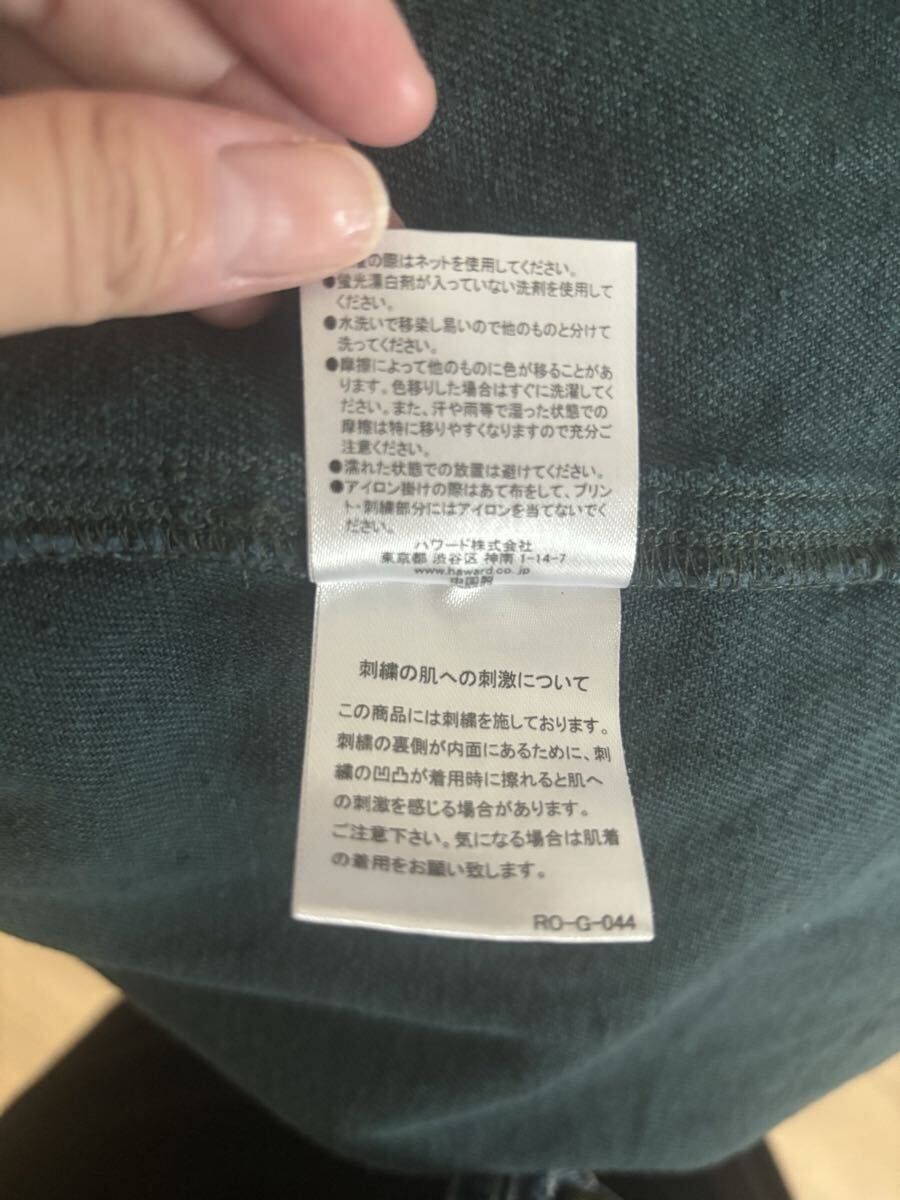 の際はネットを使用してください。
●蛍光漂白剤が入っていない洗剤を使用して
ください。
●水洗いで移染し易いので他のものと分けて
洗ってください。
●摩擦によって他のものに色が移ることがあ
ります。色移りした場合はすぐに洗濯してく
ださい。また、汗や雨等で湿った状態での
摩擦は特に移りやすくなりますので充分ご
注意ください。
●濡れた状態での放置は避けてください。
●アイロン掛けの際はあて布をして、プリン
ト・刺繍部分にはアイロンを当てないでく
ださい。
ハワード株式会社
東京都 渋谷区 神南 1-14-7
www.haward.co.jp
中国製
刺繍の肌への刺激について
この商品には刺繍を施しております。
刺繍の裏側が内面にあるために、刺
繍の凹凸が着用時に擦れると肌へ
の刺激を感じる場合があります。
ご注意下さい。気になる場合は肌着
の着用をお願い致します。
RO-G-044